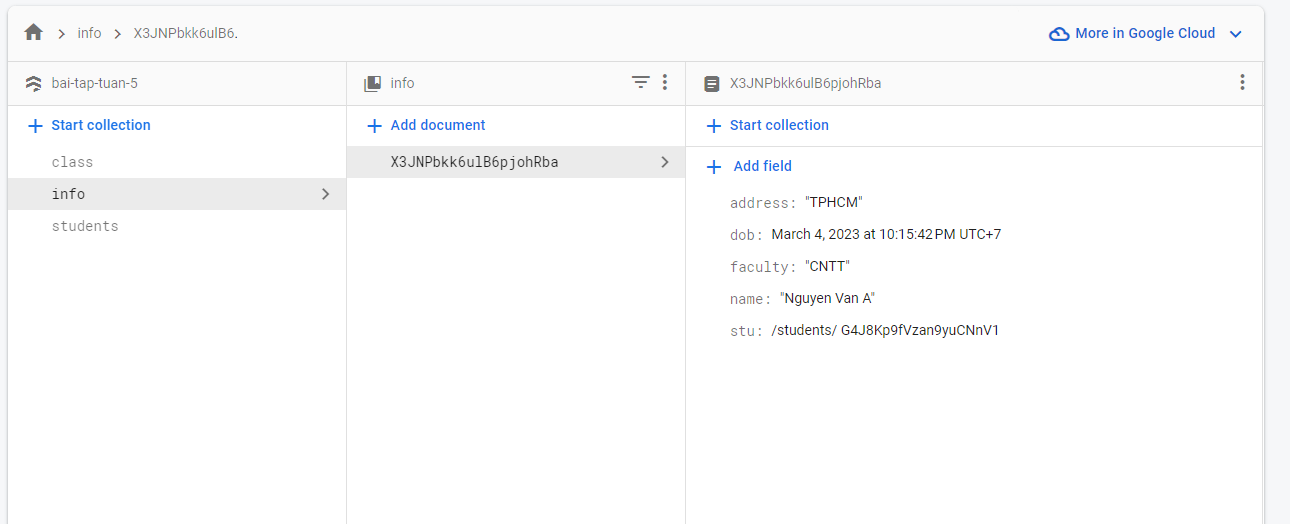 info
X3JNPbkk6ulB6.
More in Google Cloud
bai-tap-tuan-5
info
X3JNPbkk6ulB6pjohRba
Start collection
Add document
Start collection
class
info
students
X3JNPbkk6ulB6pjohRba
Add field
address: "TPHCM"
dob: March 4, 2023 at 10:15:42 PM UTC+7
faculty: "CNTT"
name: "Nguyen Van A"
stu: /students/ G4J8Kp9fVzan9yuCNnV1